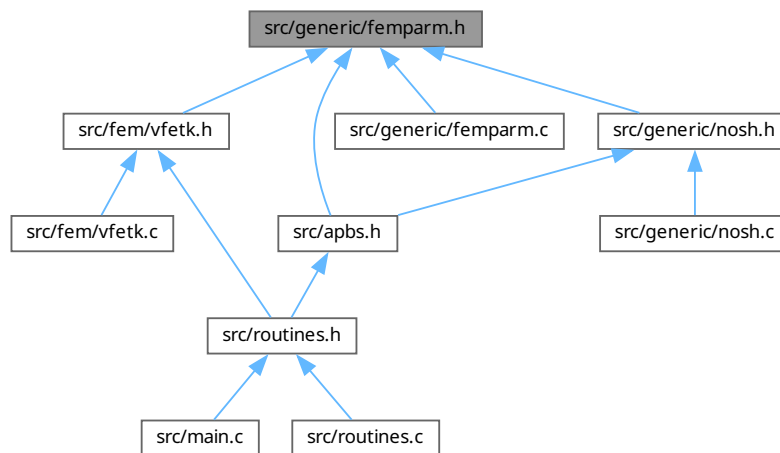 src/generic/femparm.h
src/fem/vfetk.h
src/generic/femparm.c
src/generic/nosh.h
src/fem/vfetk.c
src/apbs.h
src/generic/nosh.c
src/routines.h
src/main.c
src/routines.c